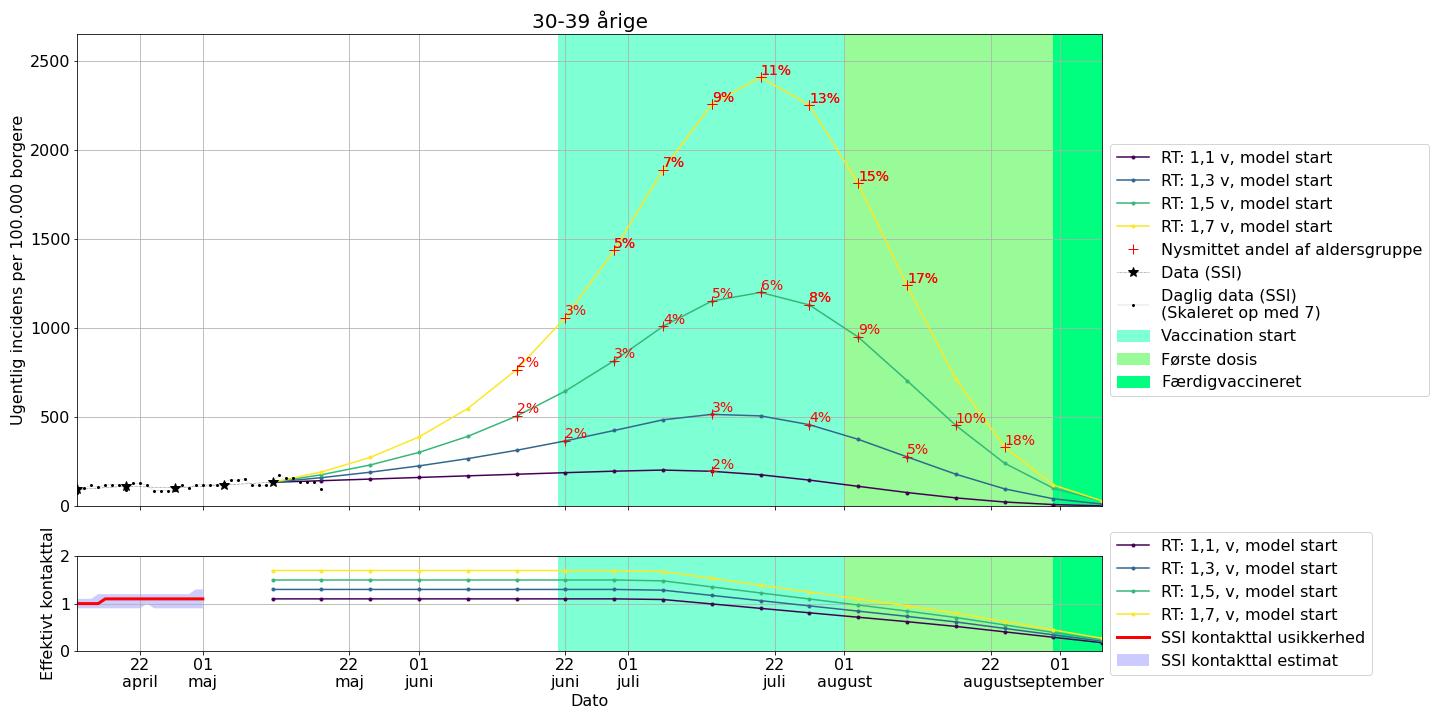 30-39 årige
Ugentlig incidens per 100.000 borgere
2500
2000
1500
1000
500
0
11%
9%
13%
7%
15%
5%
17%
3%
6%
5%
8%
4%
9%
2%
3%
2%
10%
3%
4%
2%
18%
5%
2%
RT: 1,1 v, model start
RT: 1,3 v, model start
RT: 1,5 v, model start
RT: 1,7 v, model start
Nysmittet andel af aldersgruppe
Data (SSI)
Daglig data (SSI)
(Skaleret op med 7)
Vaccination start
Første dosis
Færdigvaccineret
Effektivt kontakttal
2
1
0
22 april
01 maj
22 maj
01 juni
22 juni
01 juli
22 juli
01 august
22 august
01 september
Dato
RT: 1,1, v, model start
RT: 1,3, v, model start
RT: 1,5, v, model start
RT: 1,7, v, model start
SSI kontakttal usikkerhed
SSI kontakttal estimat